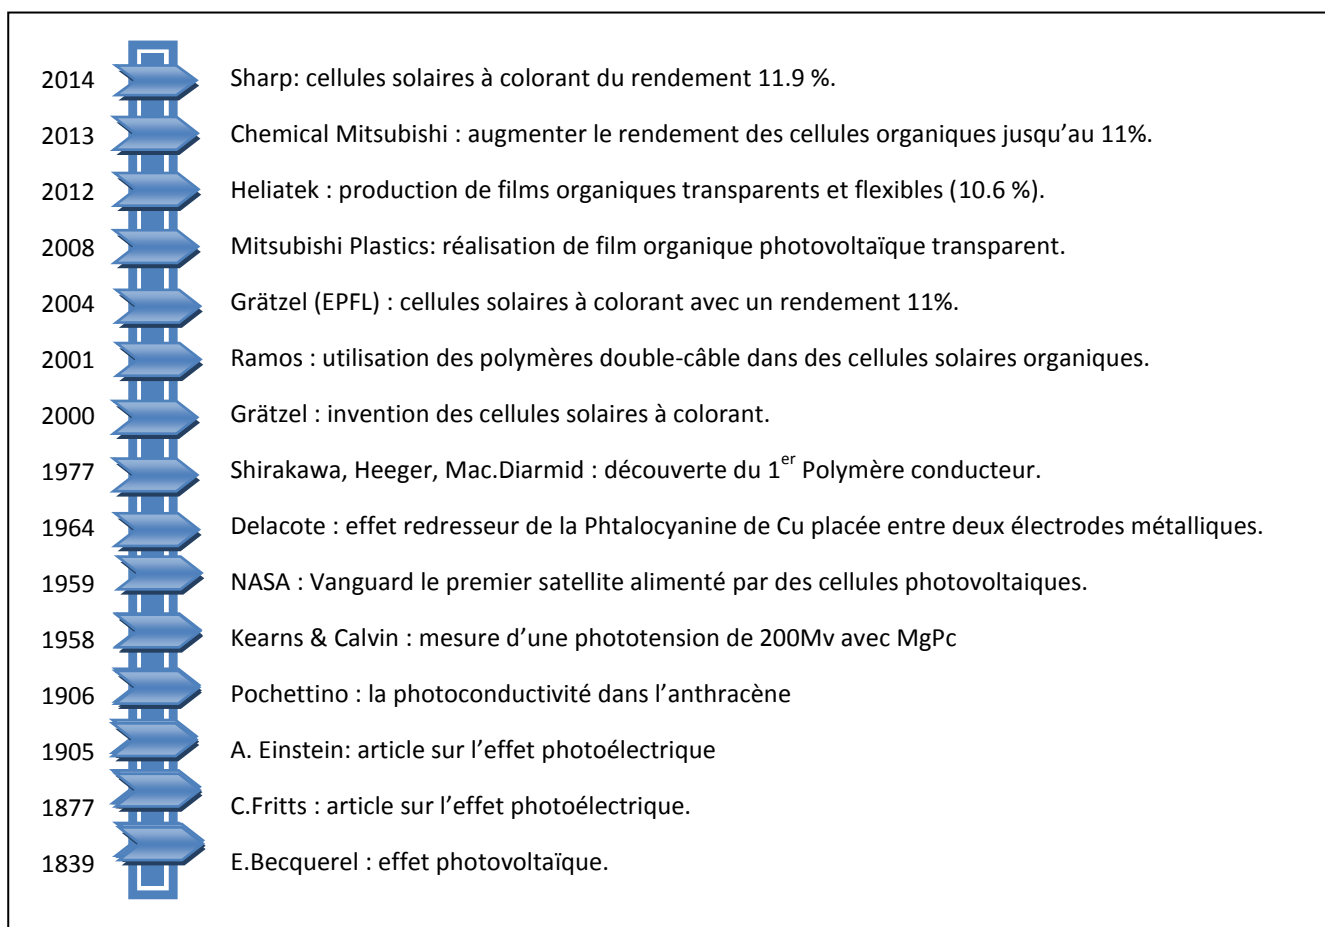 2014 Sharp: cellules solaires à colorant du rendement 11.9 %.
2013 Chemical Mitsubishi : augmenter le rendement des cellules organiques jusqu’au 11%.
2012 Heliatek : production de films organiques transparents et flexibles (10.6 %).
2008 Mitsubishi Plastics: réalisation de film organique photovoltaïque transparent.
2004 Grätzel (EPFL) : cellules solaires à colorant avec un rendement 11%.
2001 Ramos : utilisation des polymères double-câble dans des cellules solaires organiques.
2000 Grätzel : invention des cellules solaires à colorant.
1977 Shirakawa, Heeger, Mac.Diarmid : découverte du 1er Polymère conducteur.
1964 Delacote : effet redresseur de la Phtalocyanine de Cu placée entre deux électrodes métalliques.
1959 NASA : Vanguard le premier satellite alimenté par des cellules photovoltaiques.
1958 Kearns & Calvin : mesure d’une phototension de 200Mv avec MgPc
1906 Pochettino : la photoconductivité dans l’anthracène
1905 A. Einstein: article sur l’effet photoélectrique
1877 C.Fritts : article sur l’effet photoélectrique.
1839 E.Becquerel : effet photovoltaïque.